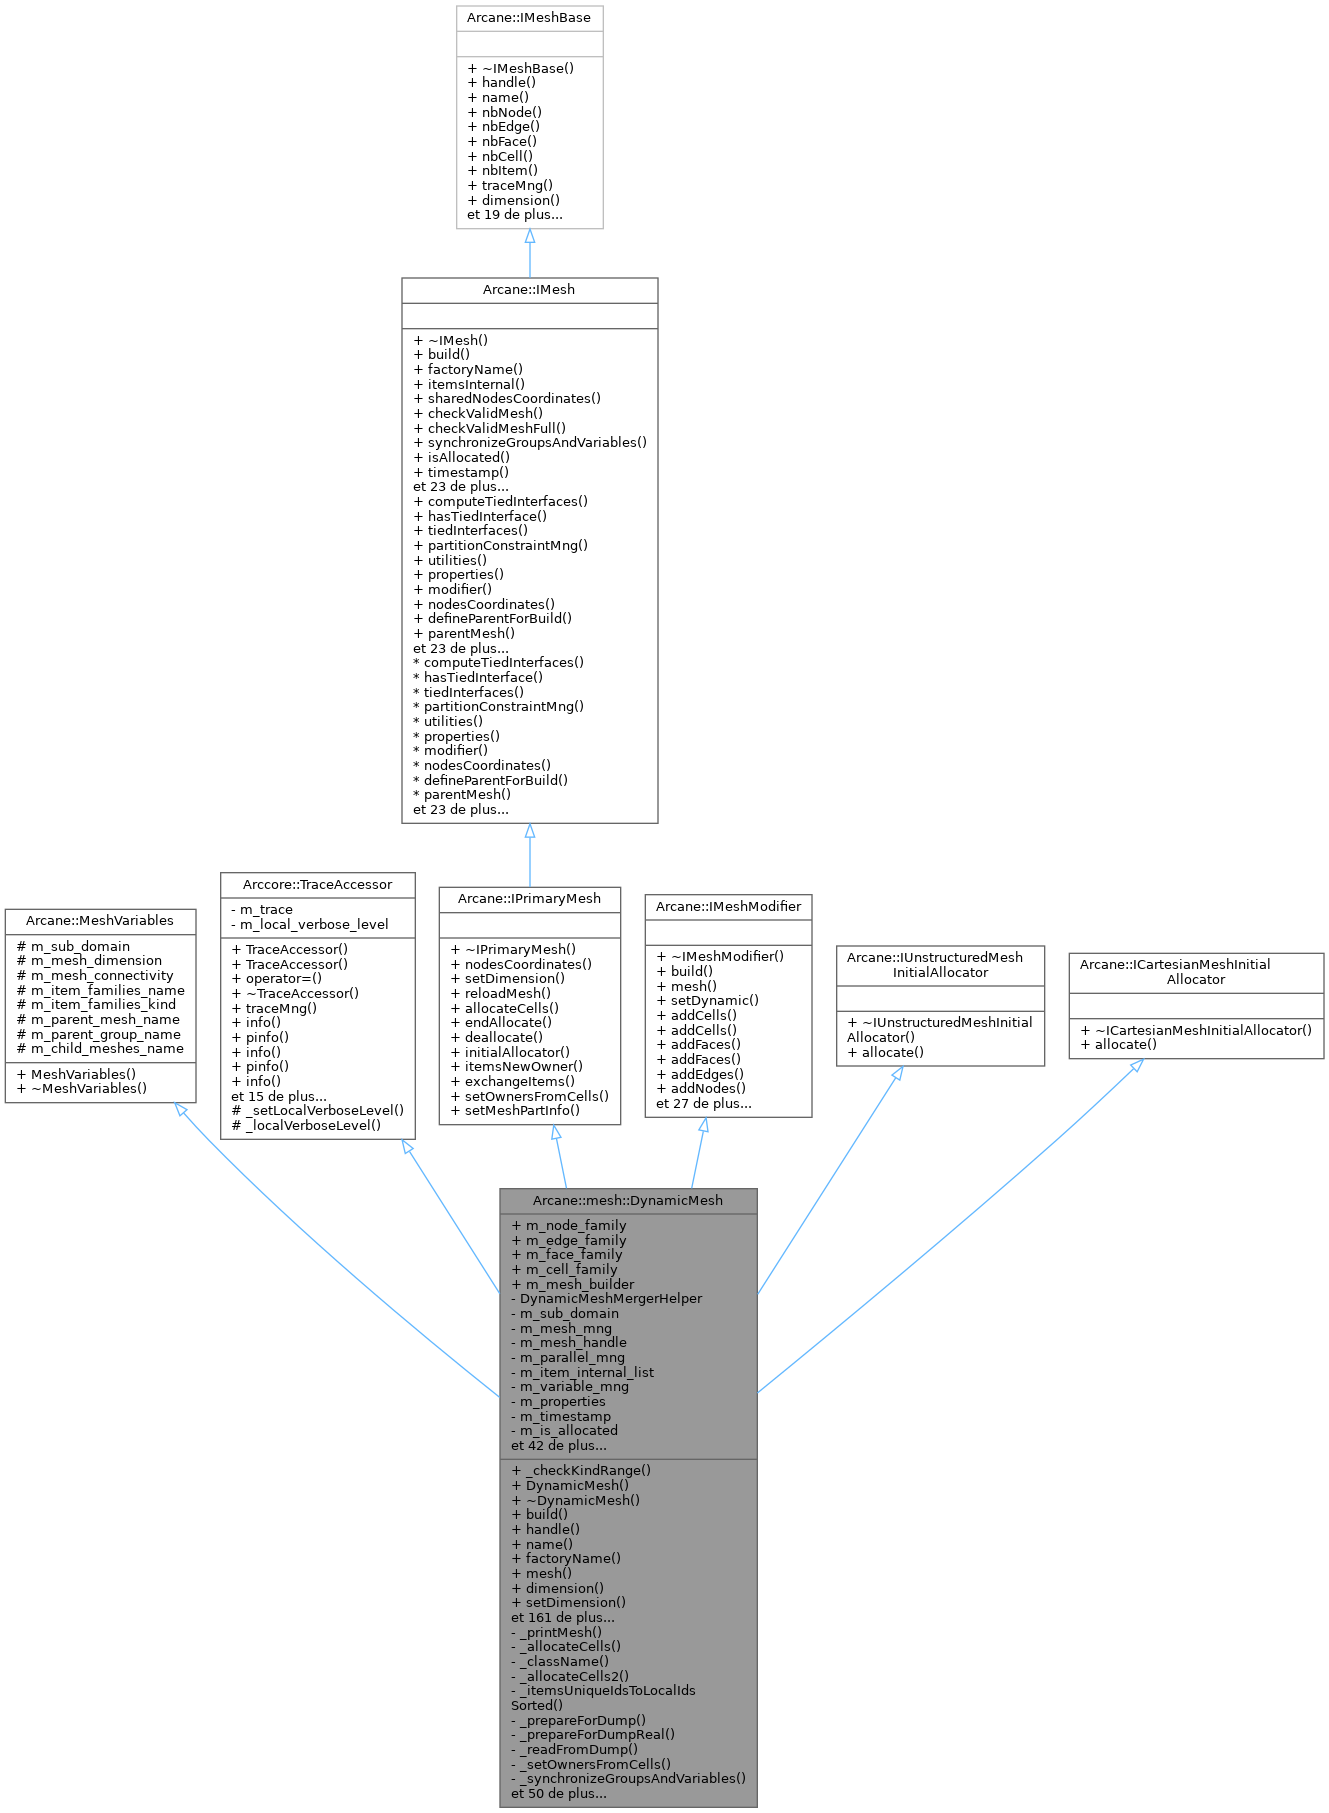 Arcane::IMeshBase
+ ~IMeshBase()
+ handle()
+ name()
+ nbNode()
+ nbEdge()
+ nbFace()
+ nbCell()
+ nbItem()
+ traceMng()
+ dimension()
et 19 de plus...
Arcane::IMesh
+ ~IMesh()
+ build()
+ factoryName()
+ itemsInternal()
+ sharedNodesCoordinates()
+ checkValidMesh()
+ checkValidMeshFull()
+ synchronizeGroupsAndVariables()
+ isAllocated()
+ timestamp()
et 23 de plus...
+ computeTiedInterfaces()
+ hasTiedInterface()
+ tiedInterfaces()
+ partitionConstraintMng()
+ utilities()
+ properties()
+ modifier()
+ nodesCoordinates()
+ defineParentForBuild()
+ parentMesh()
et 23 de plus...
* computeTiedInterfaces()
* hasTiedInterface()
* tiedInterfaces()
* partitionConstraintMng()
* utilities()
* properties()
* modifier()
* nodesCoordinates()
* defineParentForBuild()
* parentMesh()
et 23 de plus...
Arcane::MeshVariables
# m_sub_domain
# m_mesh_dimension
# m_mesh_connectivity
# m_item_families_name
# m_item_families_kind
# m_parent_mesh_name
# m_parent_group_name
# m_child_meshes_name
+ MeshVariables()
+ ~MeshVariables()
Arccore::TraceAccessor
- m_trace
- m_local_verbose_level
+ TraceAccessor()
+ TraceAccessor()
+ operator=()
+ ~TraceAccessor()
+ traceMng()
+ info()
+ pinfo()
+ info()
+ pinfo()
+ info()
et 15 de plus...
# _setLocalVerboseLevel()
# _localVerboseLevel()
Arcane::IPrimaryMesh
+ ~IPrimaryMesh()
+ nodesCoordinates()
+ setDimension()
+ reloadMesh()
+ allocateCells()
+ endAllocate()
+ deallocate()
+ initialAllocator()
+ itemsNewOwner()
+ exchangeItems()
+ setOwnersFromCells()
+ setMeshPartInfo()
Arcane::IMeshModifier
+ ~IMeshModifier()
+ build()
+ mesh()
+ setDynamic()
+ addCells()
+ addCells()
+ addFaces()
+ addFaces()
+ addEdges()
+ addNodes()
et 27 de plus...
Arcane::IUnstructuredMesh
InitialAllocator
+ ~IUnstructuredMeshInitial
Allocator()
+ allocate()
Arcane::ICartesianMeshInitial
Allocator
+ ~ICartesianMeshInitialAllocator()
+ allocate()
Arcane::mesh::DynamicMesh
+ m_node_family
+ m_edge_family
+ m_face_family
+ m_cell_family
+ m_mesh_builder
- DynamicMeshMergerHelper
- m_sub_domain
- m_mesh_mng
- m_mesh_handle
- m_parallel_mng
- m_item_internal_list
- m_variable_mng
- m_properties
- m_timestamp
- m_is_allocated
et 42 de plus...
+ _checkKindRange()
+ DynamicMesh()
+ ~DynamicMesh()
+ build()
+ handle()
+ name()
+ factoryName()
+ mesh()
+ dimension()
+ setDimension()
et 161 de plus...
- _printMesh()
- _allocateCells()
- _className()
- _allocateCells2()
- _itemsUniqueIdsToLocalIds
Sorted()
- _prepareForDump()
- _prepareForDumpReal()
- _readFromDump()
- _setOwnersFromCells()
- _synchronizeGroupsAndVariables()
et 50 de plus...